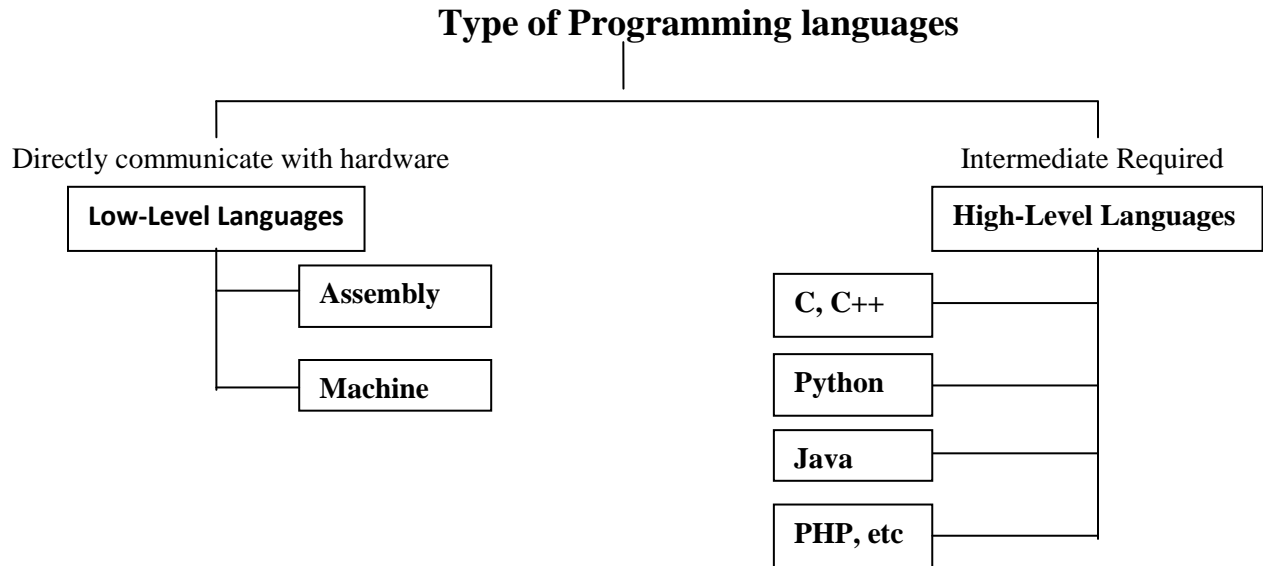 Type of Programming languages
Directly communicate with hardware
Low-Level Languages
Assembly
Machine
Intermediate Required
High-Level Languages
C, C++
Python
Java
PHP, etc